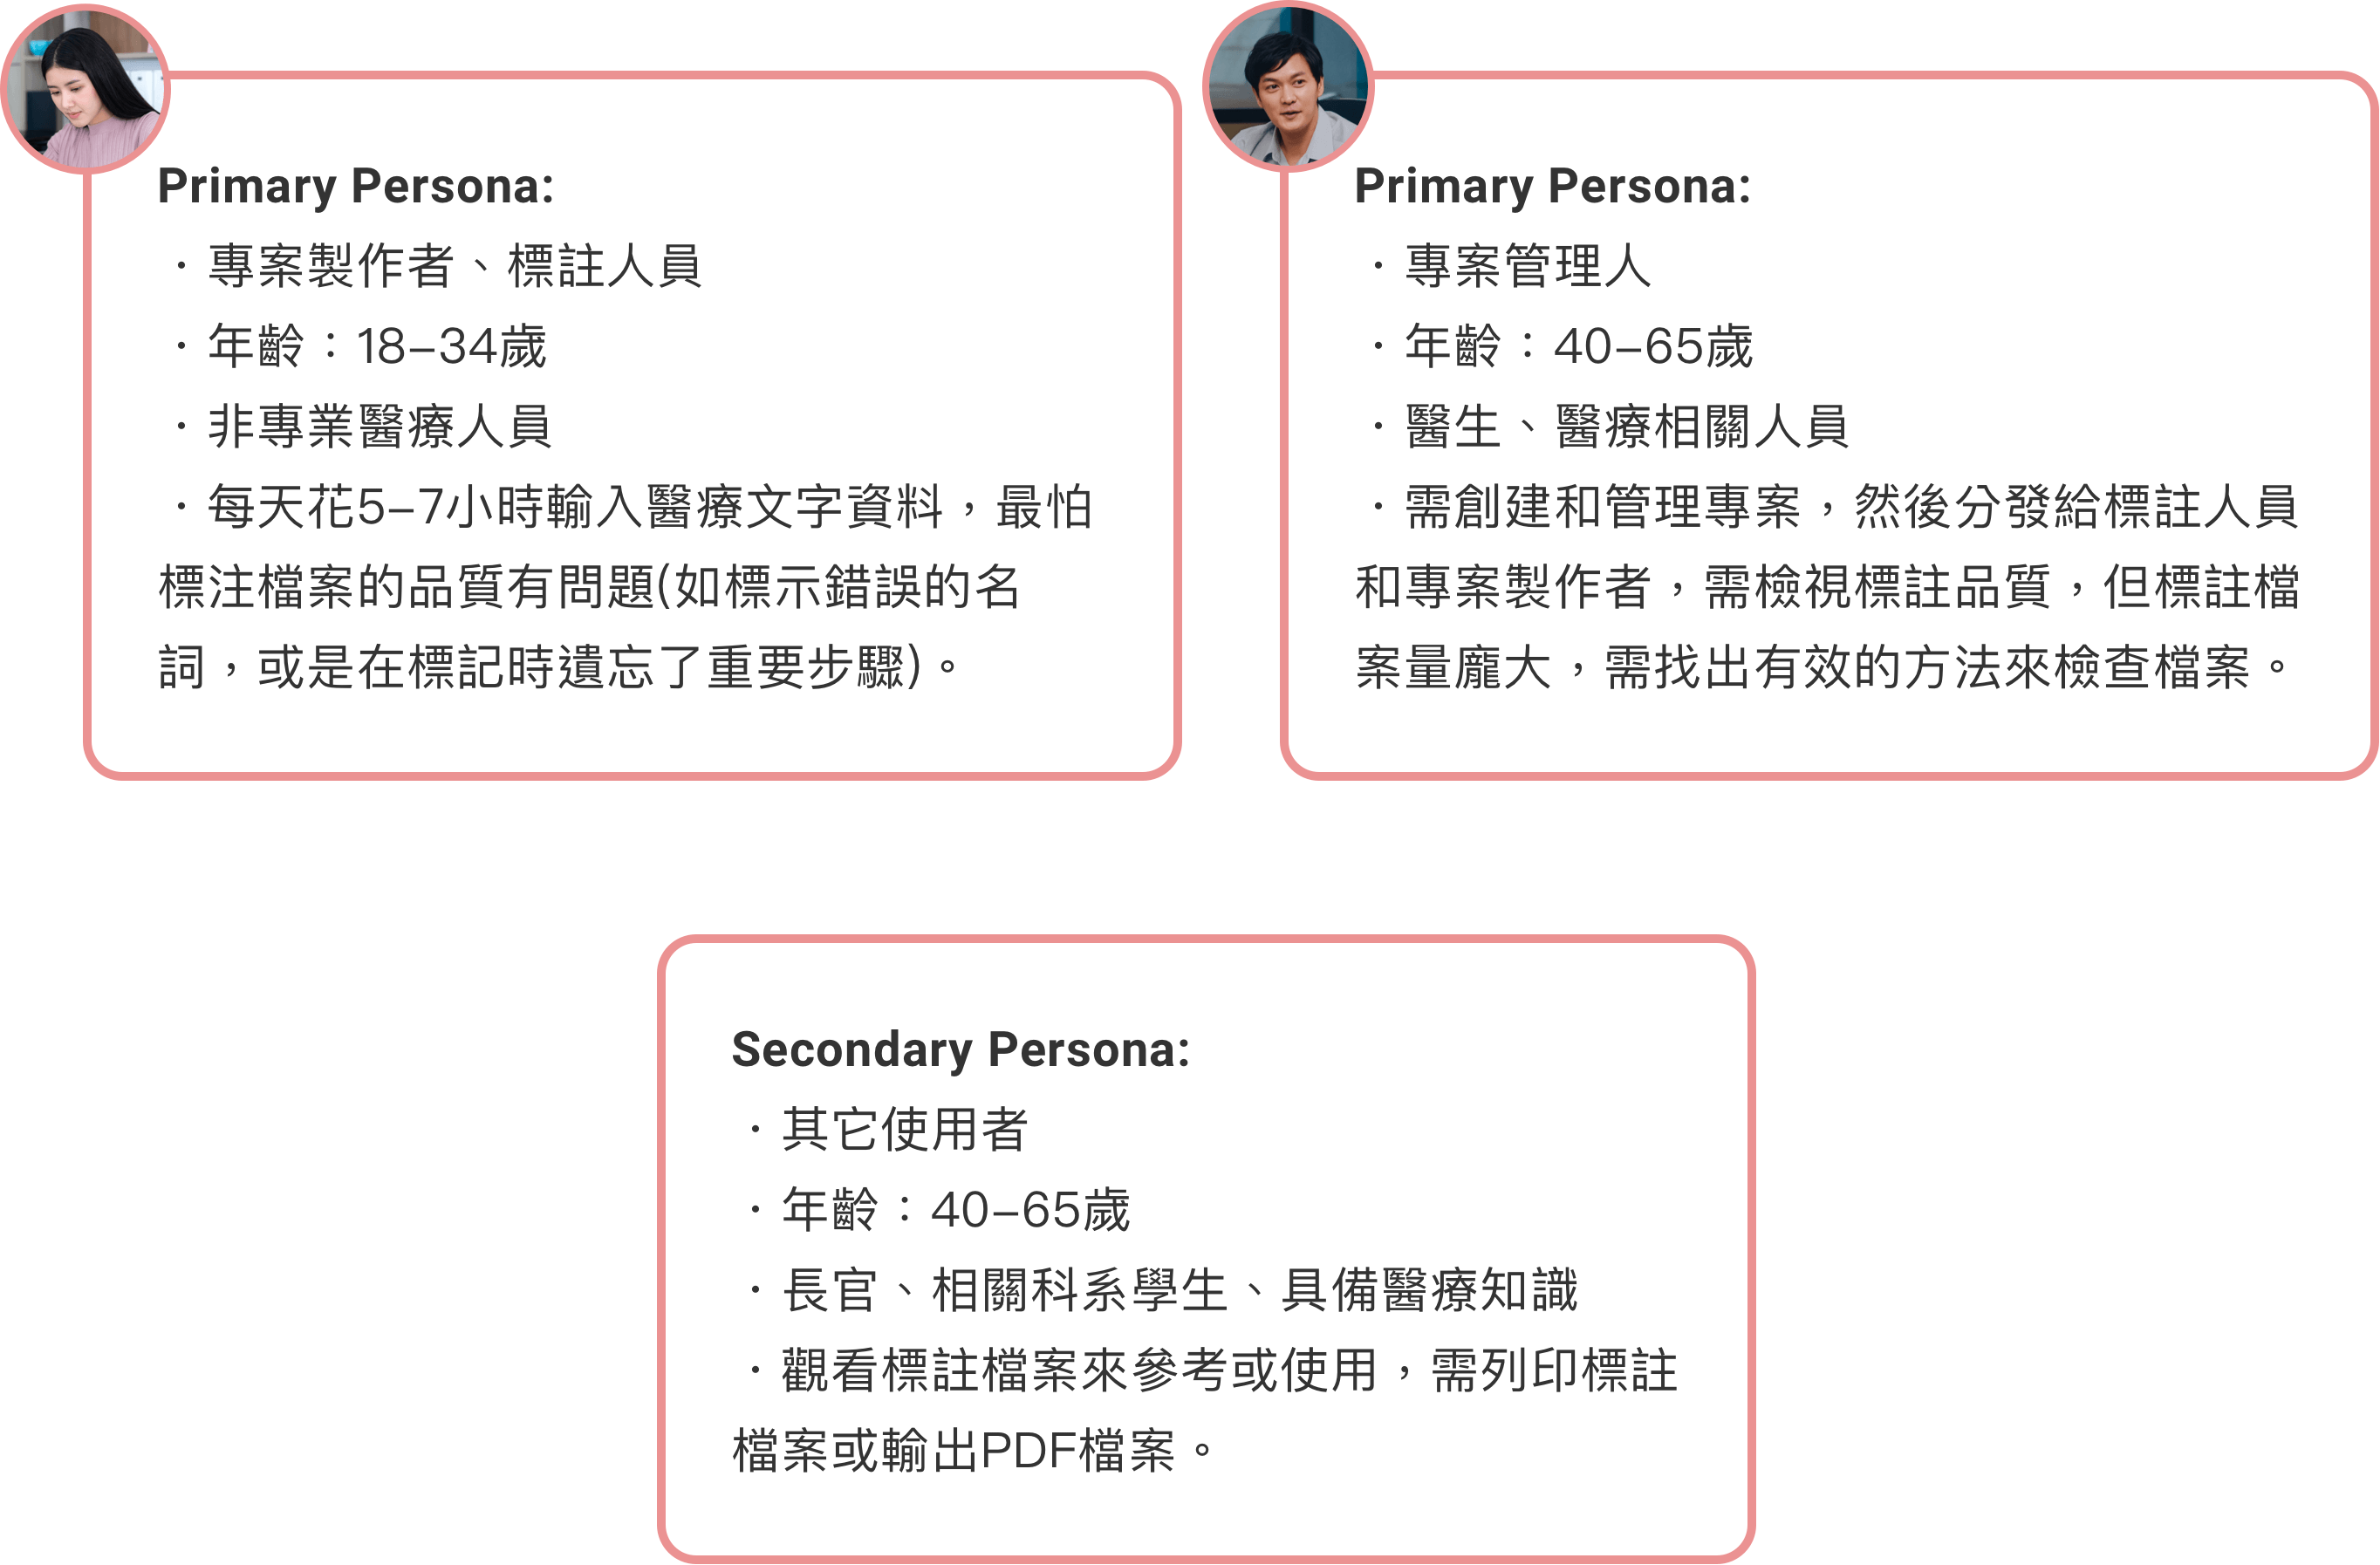 Primary Persona:
・專案製作者、標註人員
・年齡：18–34歲
・非專業醫療人員
・每天花5–7小時輸入醫療文字資料，最怕
標注檔案的品質有問題(如標示錯誤的名
詞，或是在標記時遺忘了重要步驟)。
Primary Persona:
・專案管理人
・年齡：40–65歲
・醫生、醫療相關人員
・需創建和管理專案，然後分發給標註人員
和專案製作者，需檢視標註品質，但標註檔
案量龐大，需找出有效的方法來檢查檔案。
Secondary Persona:
・其它使用者
・年齡：40–65歲
・長官、相關科系學生、具備醫療知識
・觀看標註檔案來參考或使用，需列印標註
檔案或輸出PDF檔案。